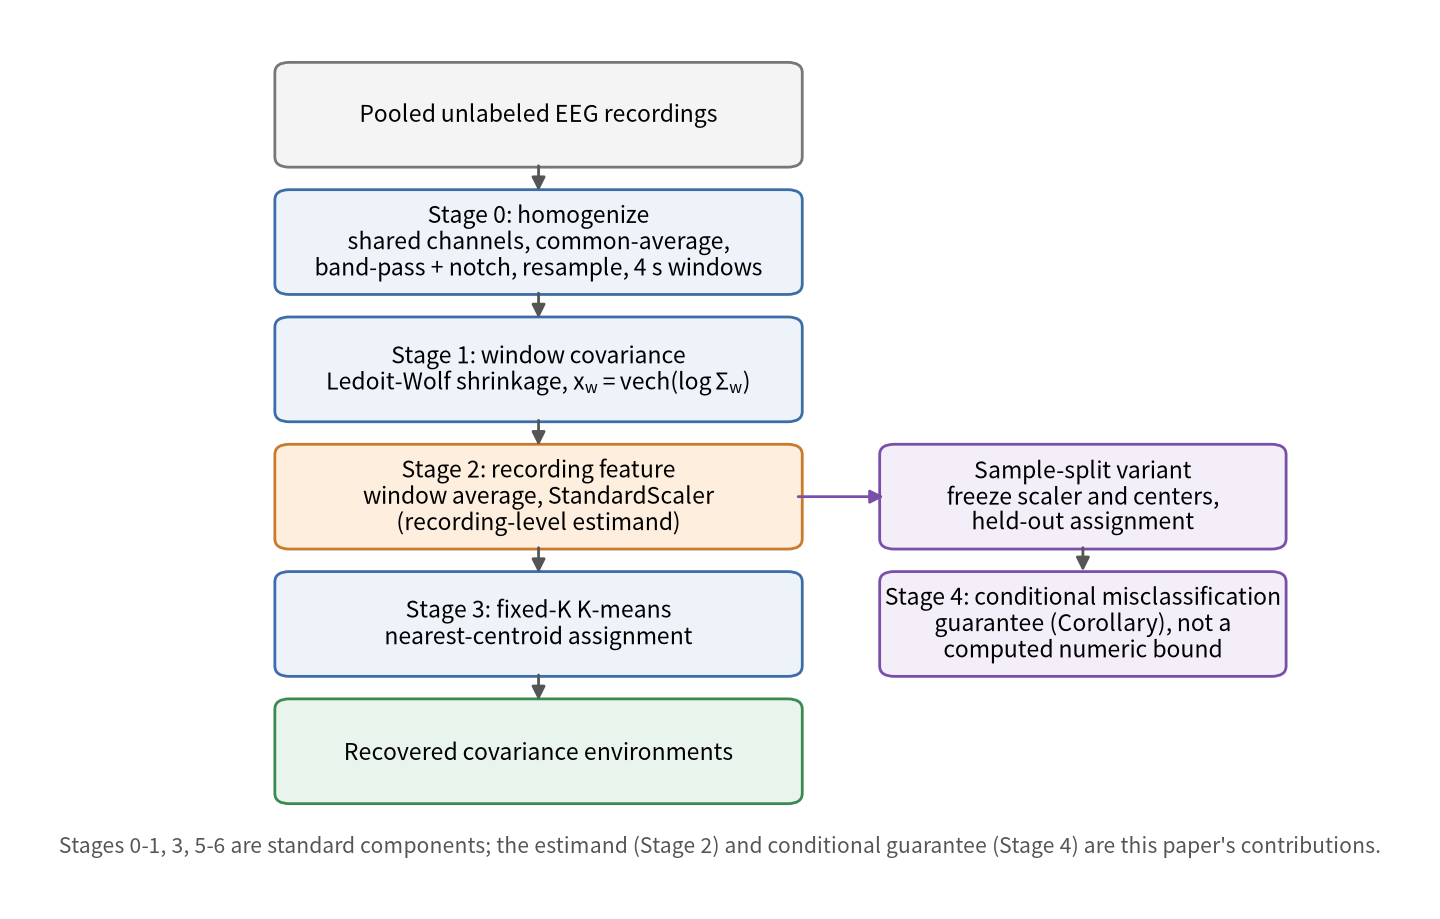 Pooled unlabeled EEG recordings
Stage 0: homogenize
shared channels, common-average,
band-pass + notch, resample, 4 s windows
Stage 1: window covariance
Ledoit-Wolf shrinkage, x_w = vech(log Σ_w)
Stage 2: recording feature
window average, StandardScaler
(recording-level estimand)
Sample-split variant
freeze scaler and centers,
held-out assignment
Stage 3: fixed-K K-means
nearest-centroid assignment
Stage 4: conditional misclassification
guarantee (Corollary), not a
computed numeric bound
Recovered covariance environments
Stages 0-1, 3, 5-6 are standard components; the estimand (Stage 2) and conditional guarantee (Stage 4) are this paper's contributions.